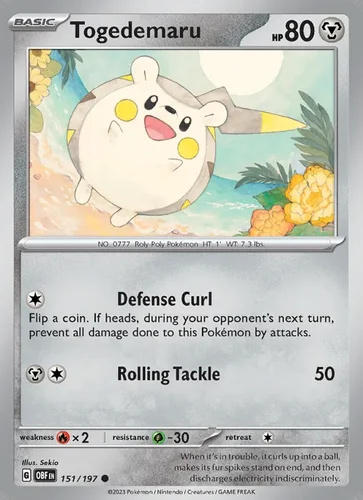 BASIC
Togedemaru
HP 80
NO. 0777 Roly Poly Pokémon HT: 1' WT: 7.3 lbs.
Defense Curl
Flip a coin. If heads, during your opponent's next turn,
prevent all damage done to this Pokémon by attacks.
Rolling Tackle 50
weakness ×2 resistance -30 retreat
Illus. Sekio
G OBF EN 151/197
When it's in trouble, it curls up into a ball,
makes its fur spikes stand on end, and then
discharges electricity indiscriminately.
©2023 Pokémon / Nintendo / Creatures / GAME FREAK